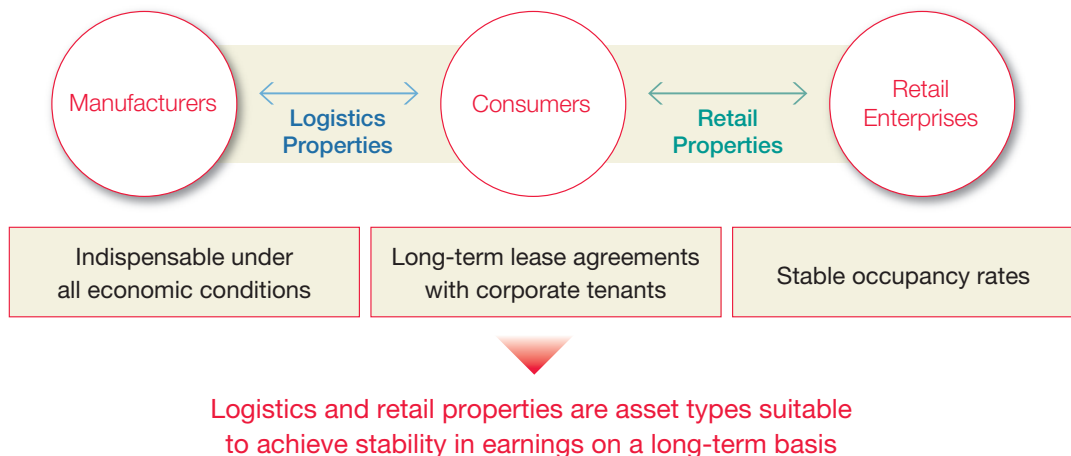 Manufacturers
Logistics
Properties
Consumers
Retail
Properties
Retail
Enterprises
Indispensable under
all economic conditions
Long-term lease agreements
with corporate tenants
Stable occupancy rates
Logistics and retail properties are asset types suitable
to achieve stability in earnings on a long-term basis